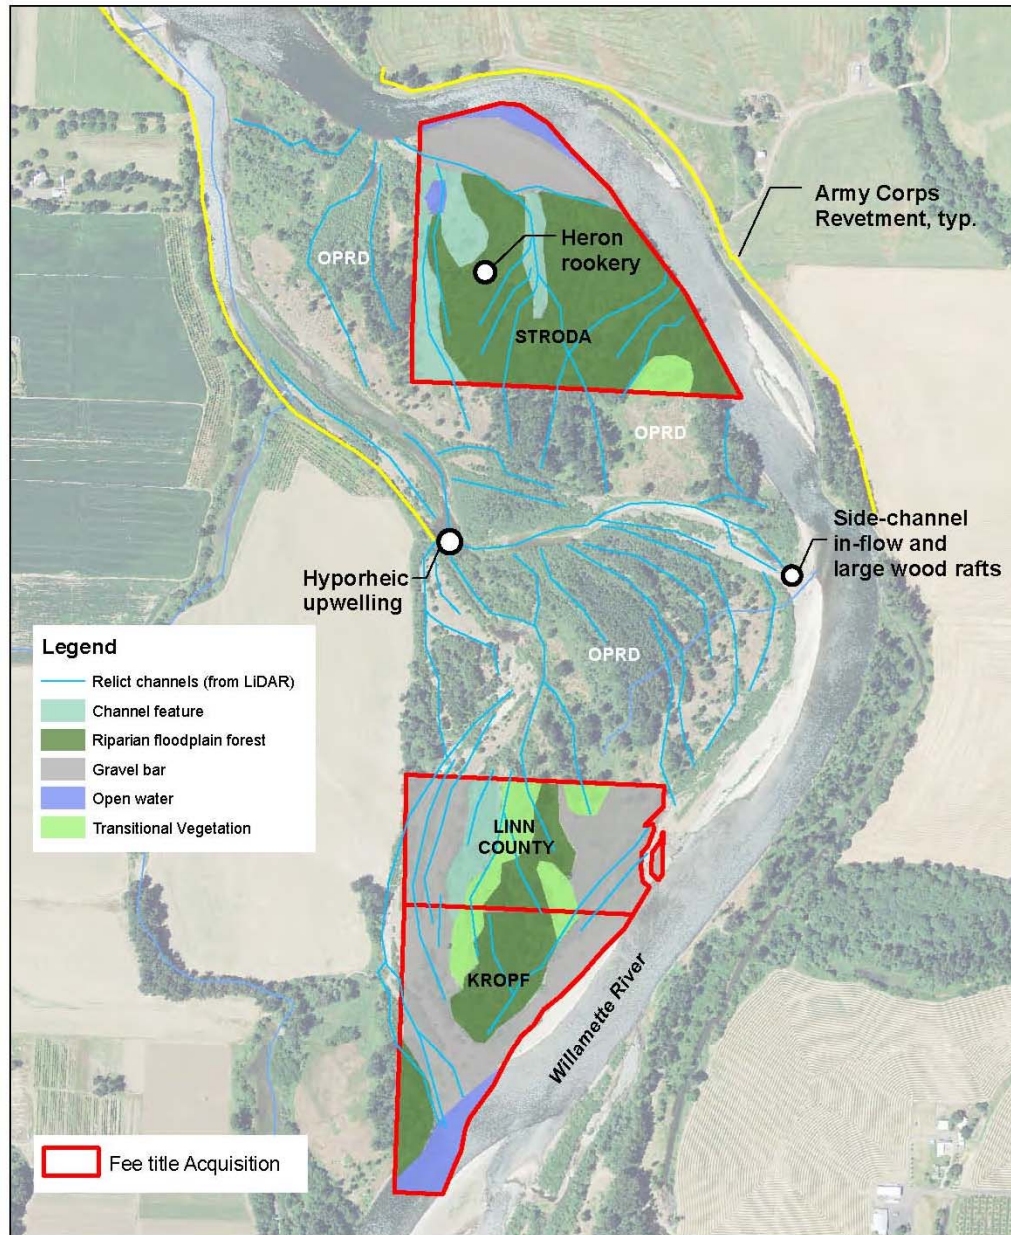 Army Corps
Revetment, typ.
Heron
rookery
OPRD
STRODA
OPRD
Side-channel
in-flow and
large wood rafts
Hyporheic
upwelling
OPRD
Legend
Relict channels (from LiDAR)
Channel feature
Riparian floodplain forest
Gravel bar
Open water
Transitional Vegetation
LINN
COUNTY
KROPF
Willamette River
Fee title Acquisition